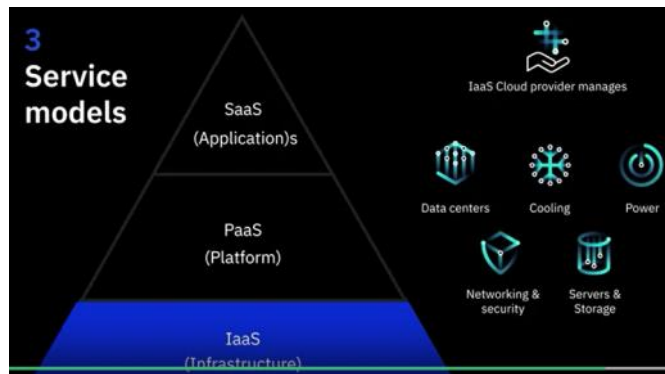 3
Service
models
SaaS
(Application)s
PaaS
(Platform)
IaaS
(Infrastructure)
IaaS Cloud provider manages
Data centers
Cooling
Power
Networking &
security
Servers &
Storage